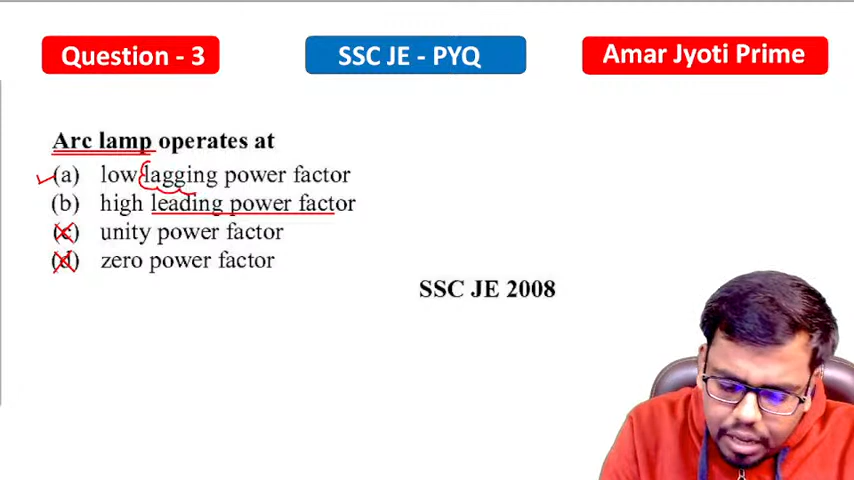 Question - 3
SSC JE - PYQ
Amar Jyoti Prime
Arc lamp operates at
(a) low lagging power factor
(b) high leading power factor
(c) unity power factor
(d) zero power factor
SSC JE 2008